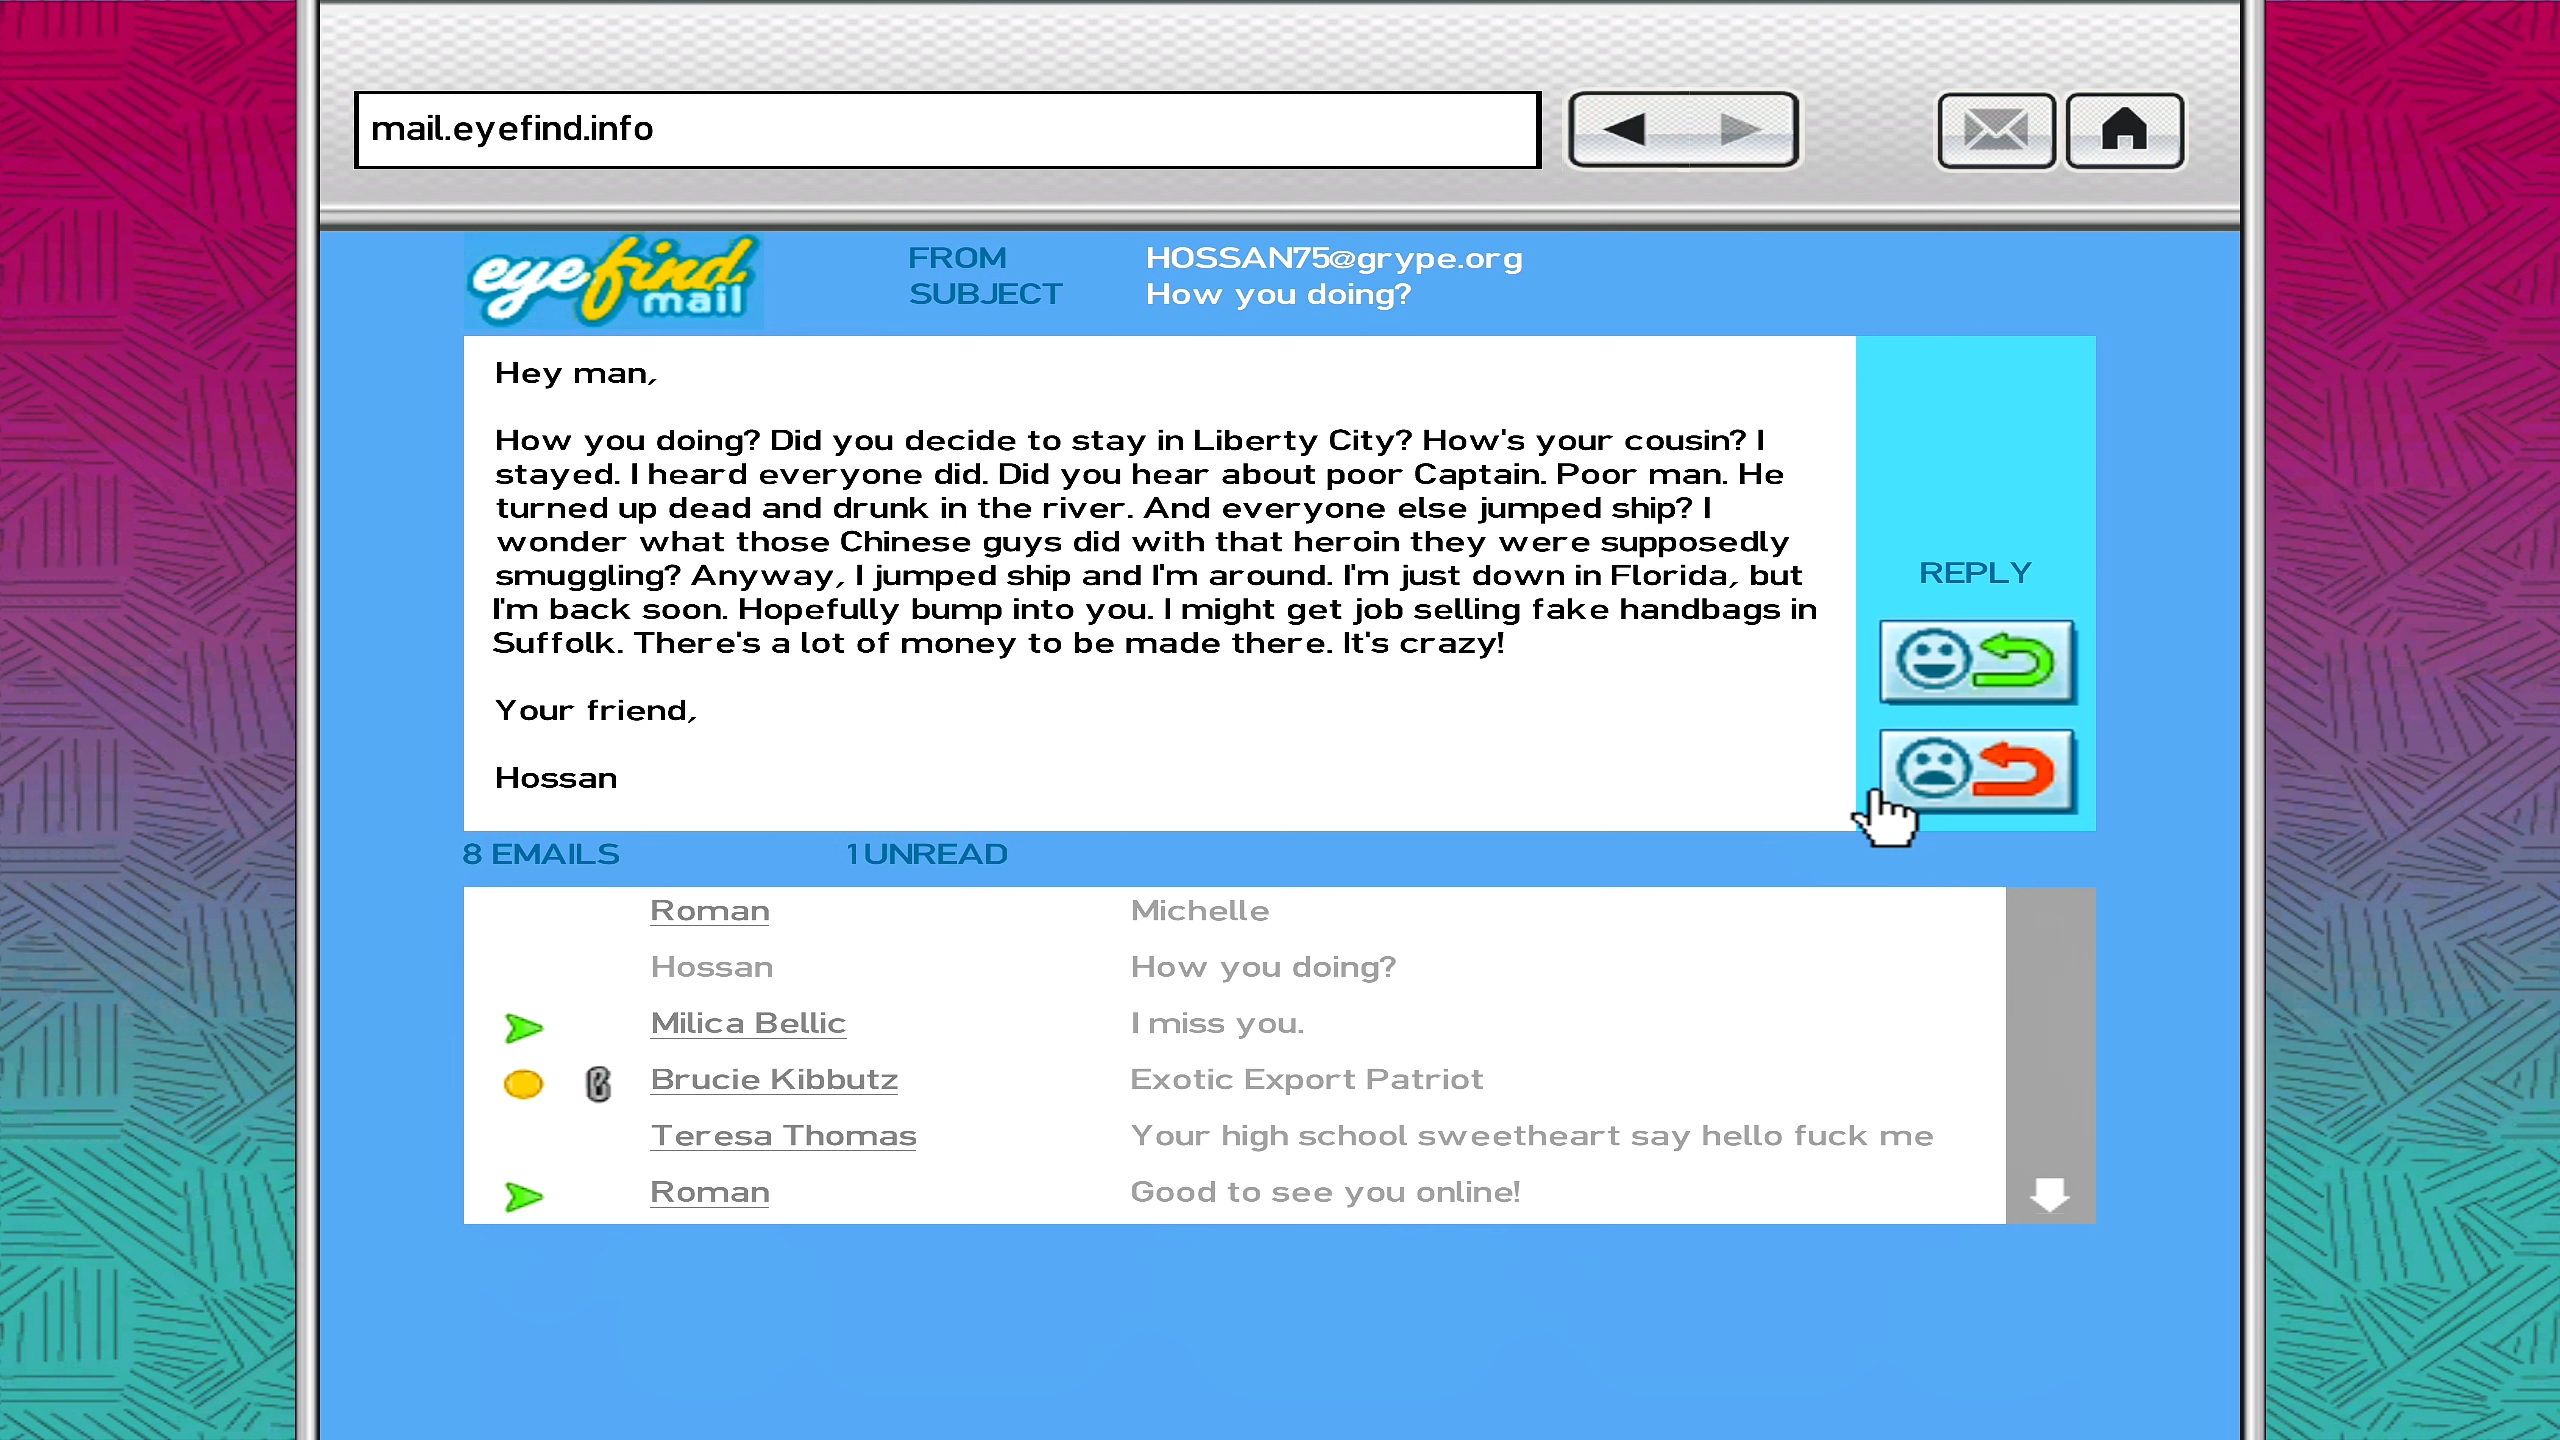 mail.eyefind.info
eyefind mail
FROM HOSSAN75@grype.org
SUBJECT How you doing?
Hey man,
How you doing? Did you decide to stay in Liberty City? How's your cousin? I
stayed. I heard everyone did. Did you hear about poor Captain. Poor man. He
turned up dead and drunk in the river. And everyone else jumped ship? I
wonder what those Chinese guys did with that heroin they were supposedly
smuggling? Anyway, I jumped ship and I'm around. I'm just down in Florida, but
I'm back soon. Hopefully bump into you. I might get job selling fake handbags in
Suffolk. There's a lot of money to be made there. It's crazy!
Your friend,
Hossan
REPLY
8 EMAILS 1 UNREAD
Roman Michelle
Hossan How you doing?
Milica Bellic I miss you.
Brucie Kibbutz Exotic Export Patriot
Teresa Thomas Your high school sweetheart say hello fuck me
Roman Good to see you online!